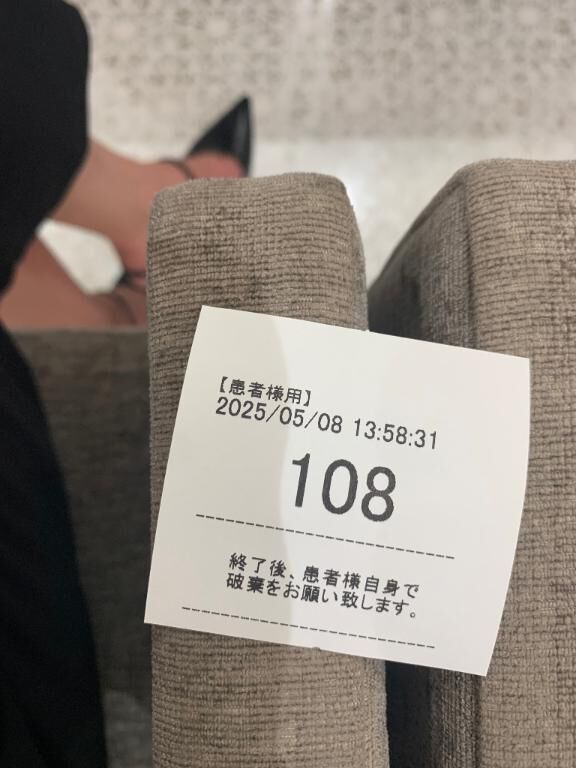 【患者様用】
2025/05/08 13:58:31
108
終了後、患者様自身で
破棄をお願い致します。